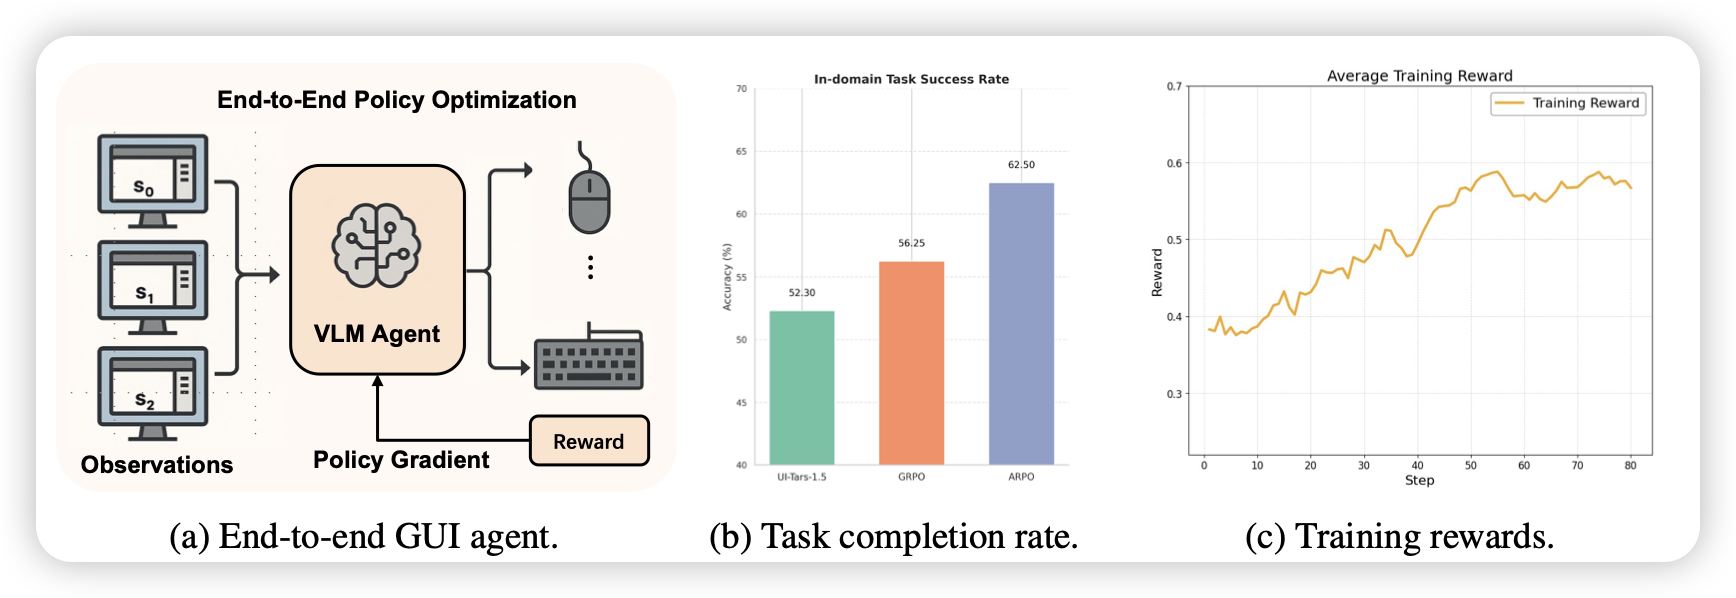 End-to-End Policy Optimization
S0
S1
S2
Observations
VLM Agent
Policy Gradient
Reward
(a) End-to-end GUI agent.
In-domain Task Success Rate
Accuracy (%)
70
65
60
55
50
45
40
52.30
56.25
62.50
UI-Tars-1.5
GRPO
ARPO
(b) Task completion rate.
Average Training Reward
Training Reward
Reward
0.7
0.6
0.5
0.4
0.3
0 10 20 30 40 50 60 70 80
Step
(c) Training rewards.